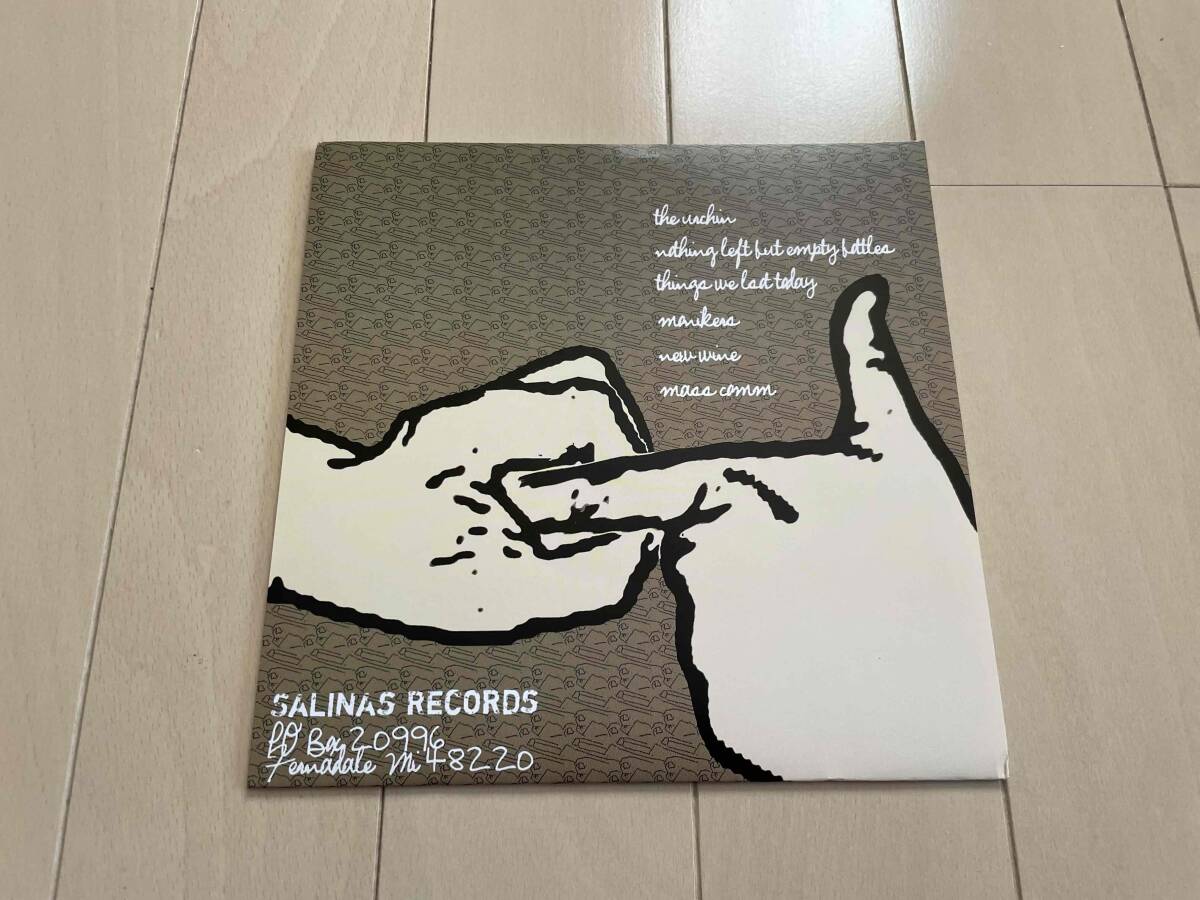 the urchin
nothing left but empty bottles
things we lost today
markers
new wine
mass comm
SALINAS RECORDS
PO Box 20996
Ferndale Mi 48220